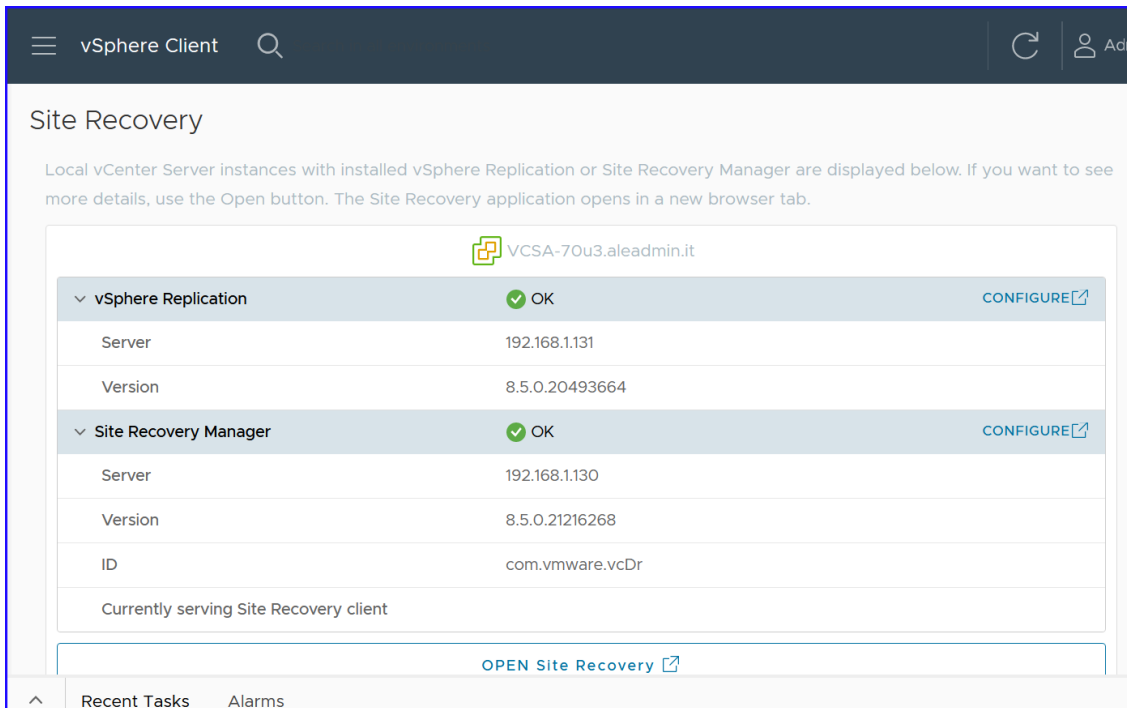 vSphere Client
Adi
Site Recovery
Local vCenter Server instances with installed vSphere Replication or Site Recovery Manager are displayed below. If you want to see
more details, use the Open button. The Site Recovery application opens in a new browser tab.
VCSA-70u3.aleadmin.it
vSphere Replication OK CONFIGURE
Server 192.168.1.131
Version 8.5.0.20493664
Site Recovery Manager OK CONFIGURE
Server 192.168.1.130
Version 8.5.0.21216268
ID com.vmware.vcDr
Currently serving Site Recovery client
OPEN Site Recovery
Recent Tasks Alarms